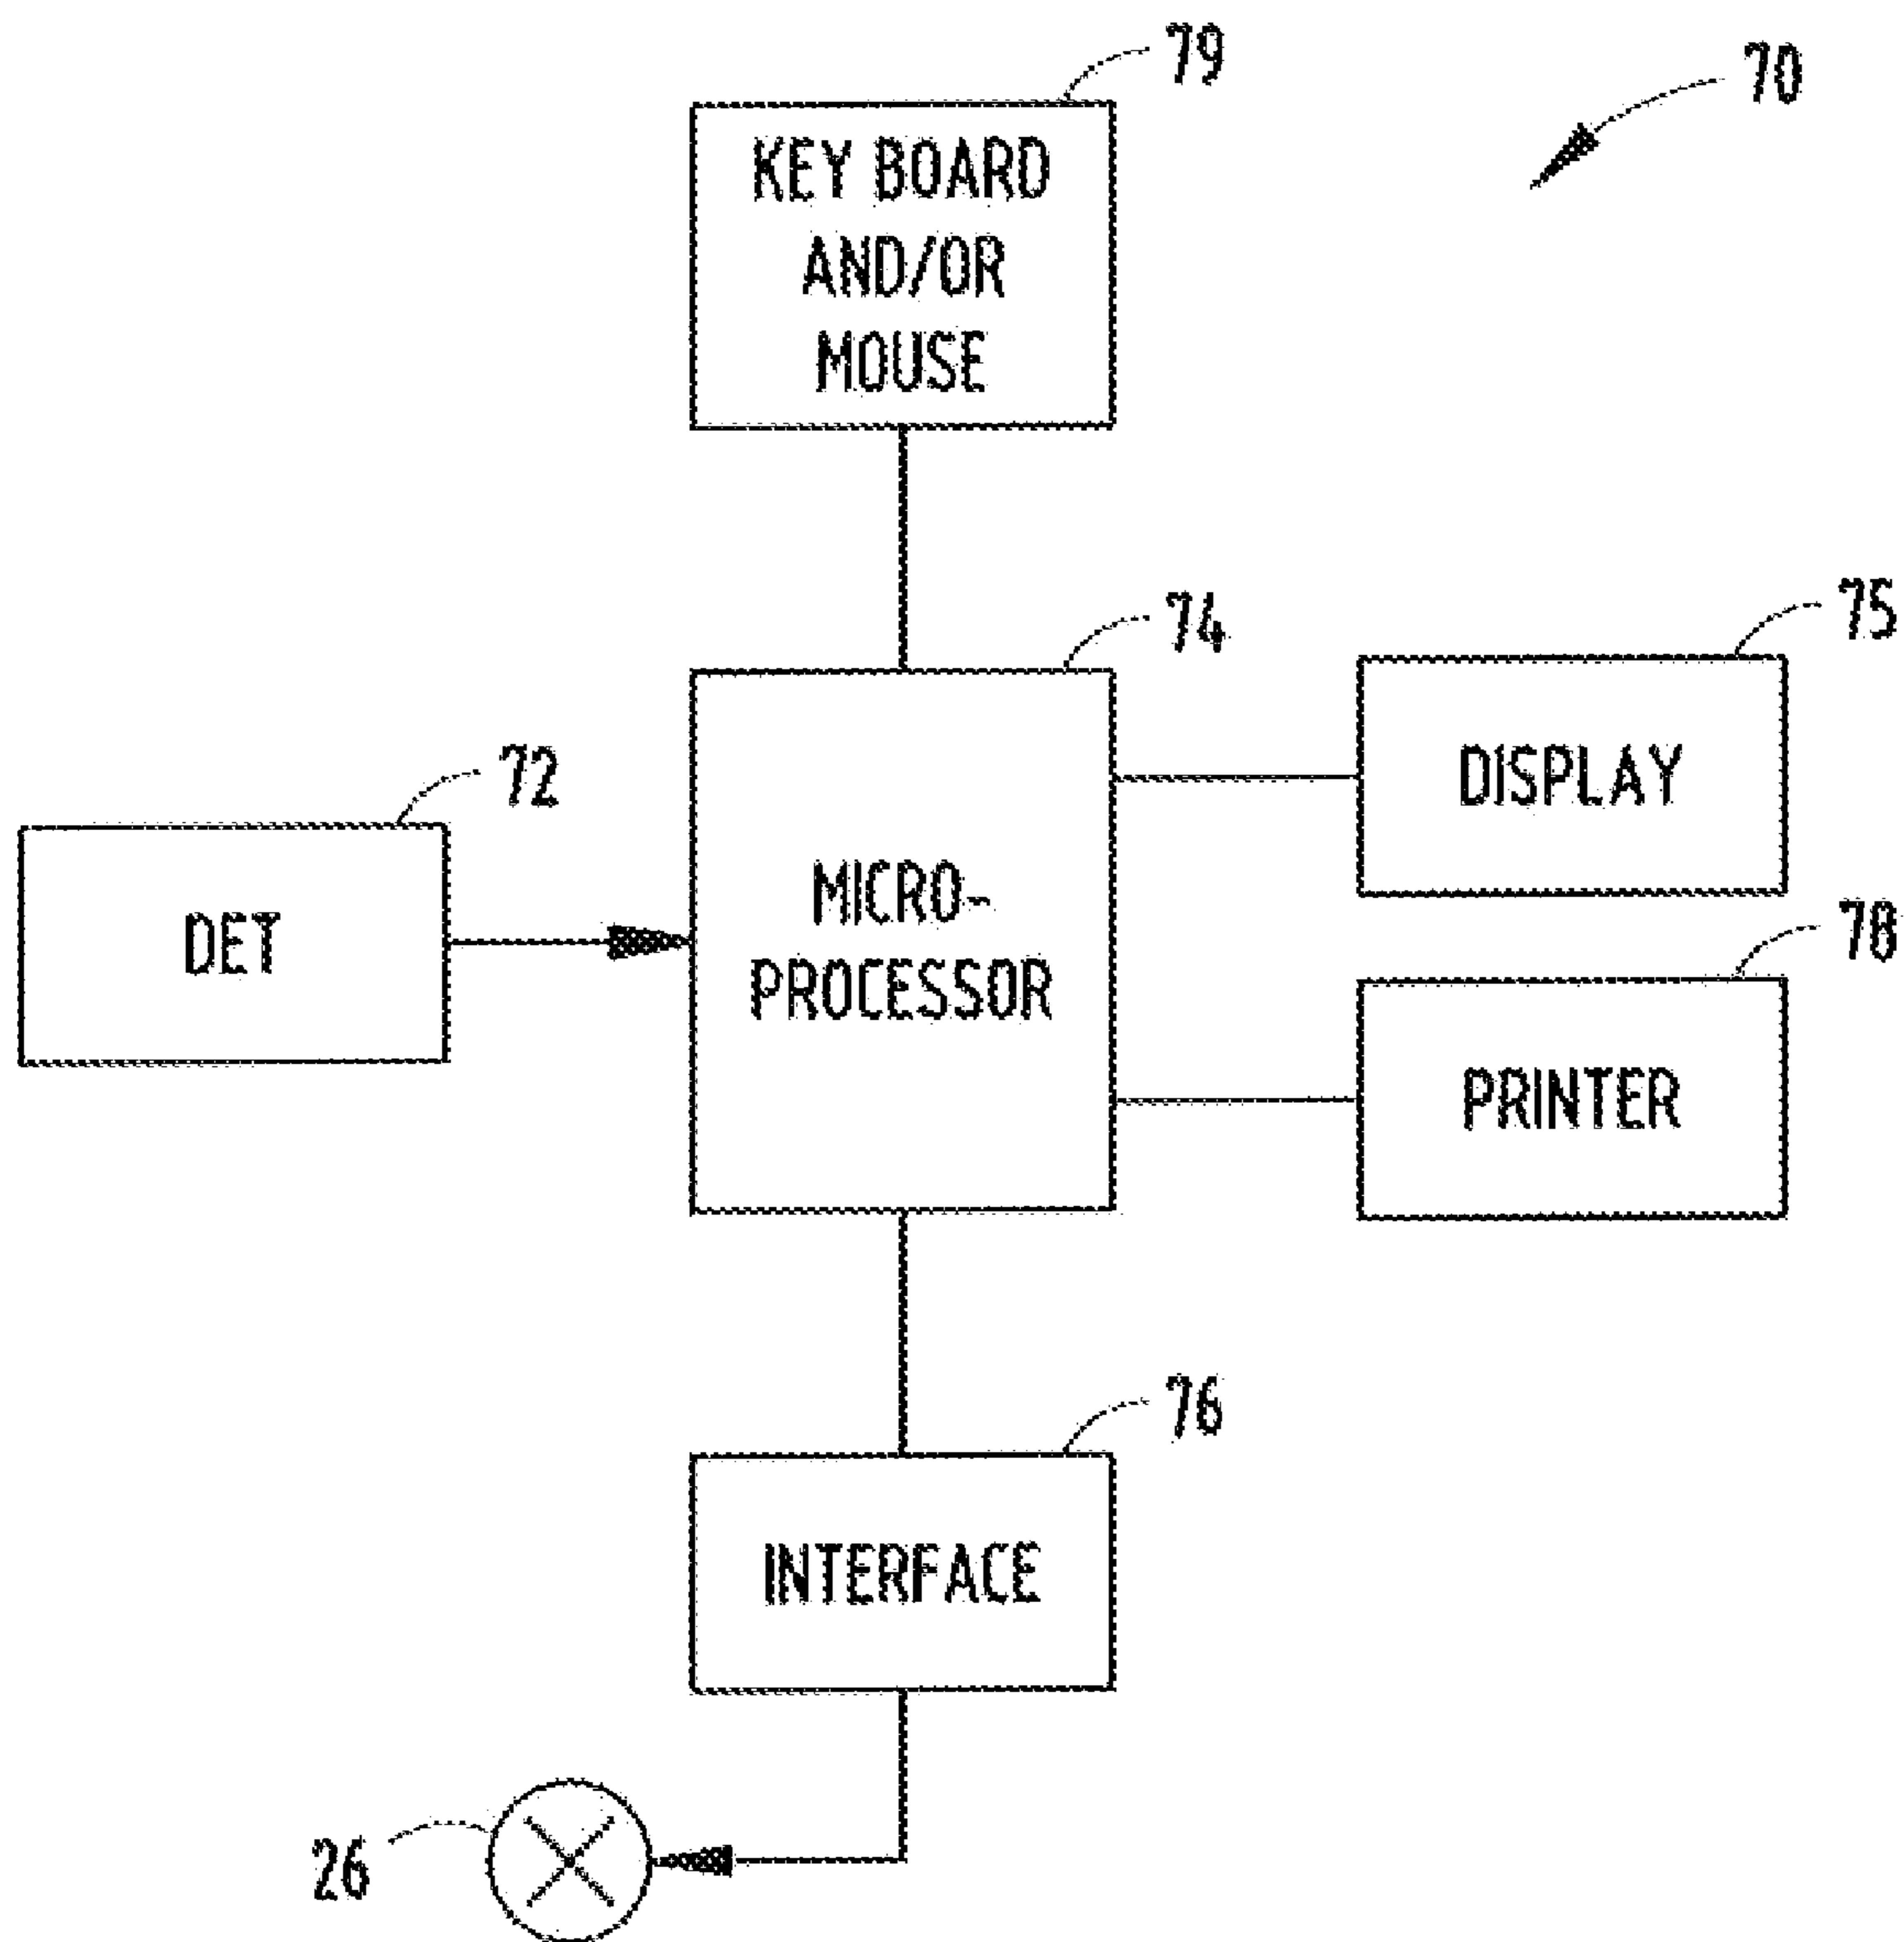 79
70
KEY BOARD
AND/OR
MOUSE
74
75
72
DISPLAY
DET
MICRO-
PROCESSOR
78
PRINTER
76
INTERFACE
26